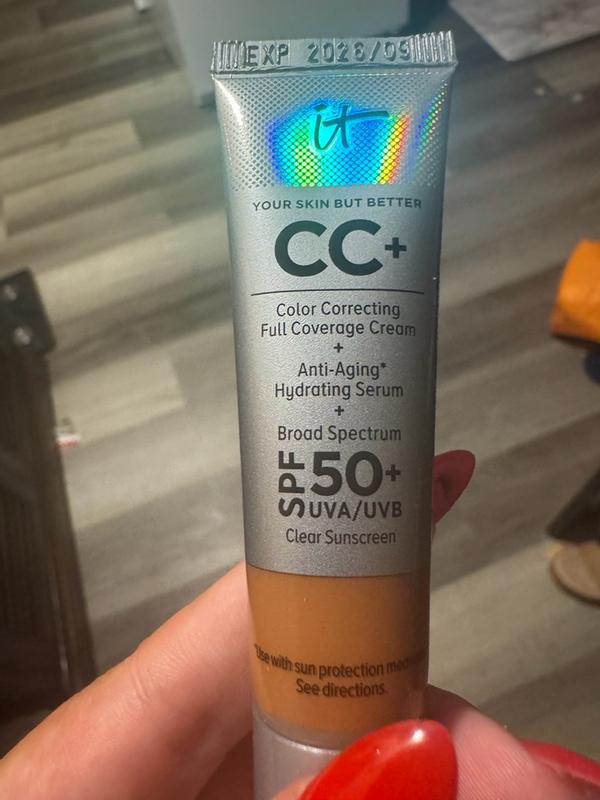 EXP 2026/09
it
YOUR SKIN BUT BETTER
CC+
Color Correcting
Full Coverage Cream
+
Anti-Aging*
Hydrating Serum
+
Broad Spectrum
SPF 50+
UVA/UVB
Clear Sunscreen
*Use with sun protection
See directions.